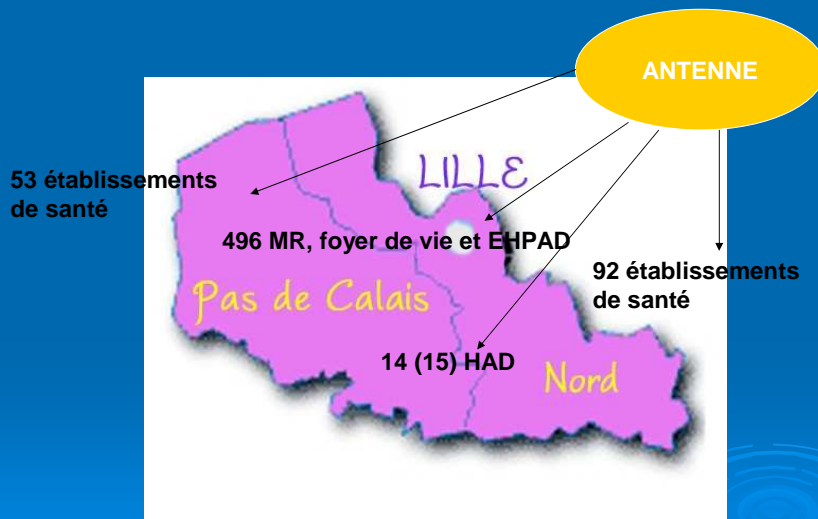 ANTENNE
53 établissements
de santé
LILLE
496 MR, foyer de vie et EHPAD
92 établissements
de santé
Pas de Calais
14 (15) HAD
Nord